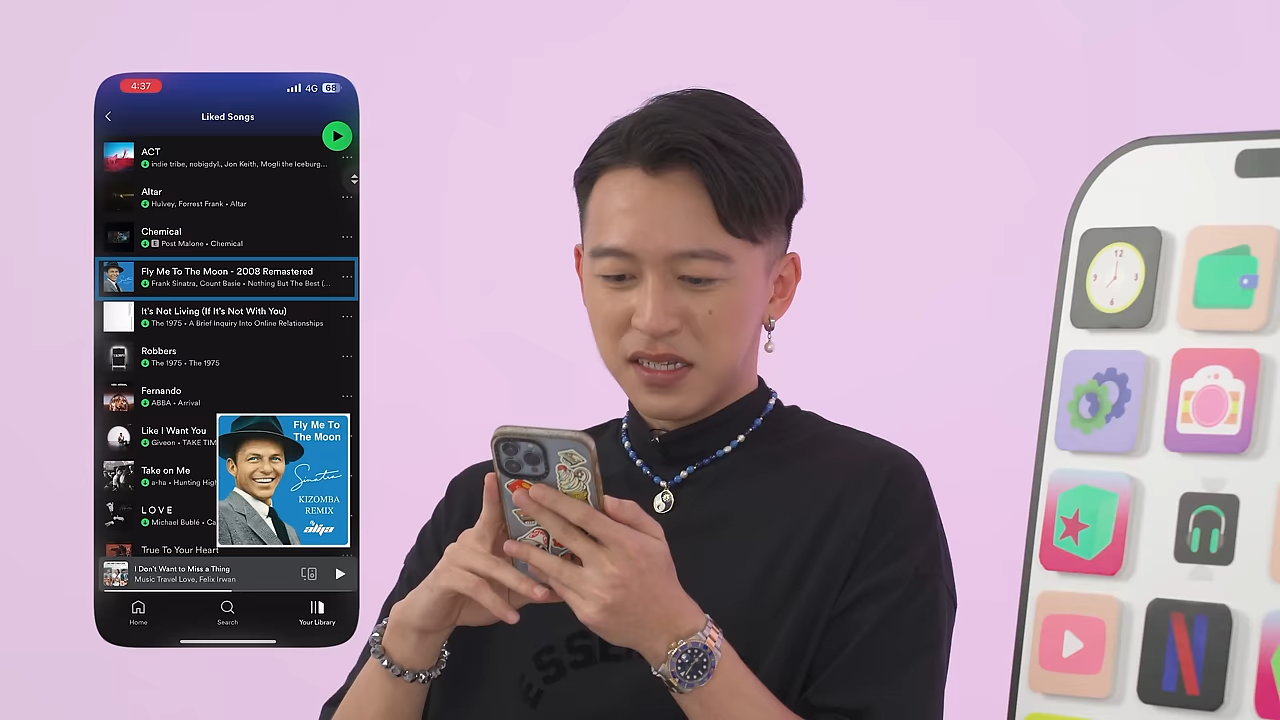 4:37
4G
68
Liked Songs
ACT
indie tribe, nobigdyl., Jon Keith, Mogli the Iceburg...
Altar
Hulvey, Forrest Frank • Altar
Chemical
E Post Malone • Chemical
Fly Me To The Moon - 2008 Remastered
Frank Sinatra, Count Basie • Nothing But The Best (...
It's Not Living (If It's Not With You)
The 1975 • A Brief Inquiry Into Online Relationships
Robbers
The 1975 • The 1975
Fernando
ABBA • Arrival
Like I Want You
Giveon • TAKE TIM
Take on Me
a-ha • Hunting High
L O V E
Michael Bublé • Ca
True To Your Heart
Fly Me To
The Moon
Sinatra
KIZOMBA
REMIX
I Don't Want to Miss a Thing
Music Travel Love, Felix Irwan
Home
Search
Your Library
ESSE
12
3
6
9